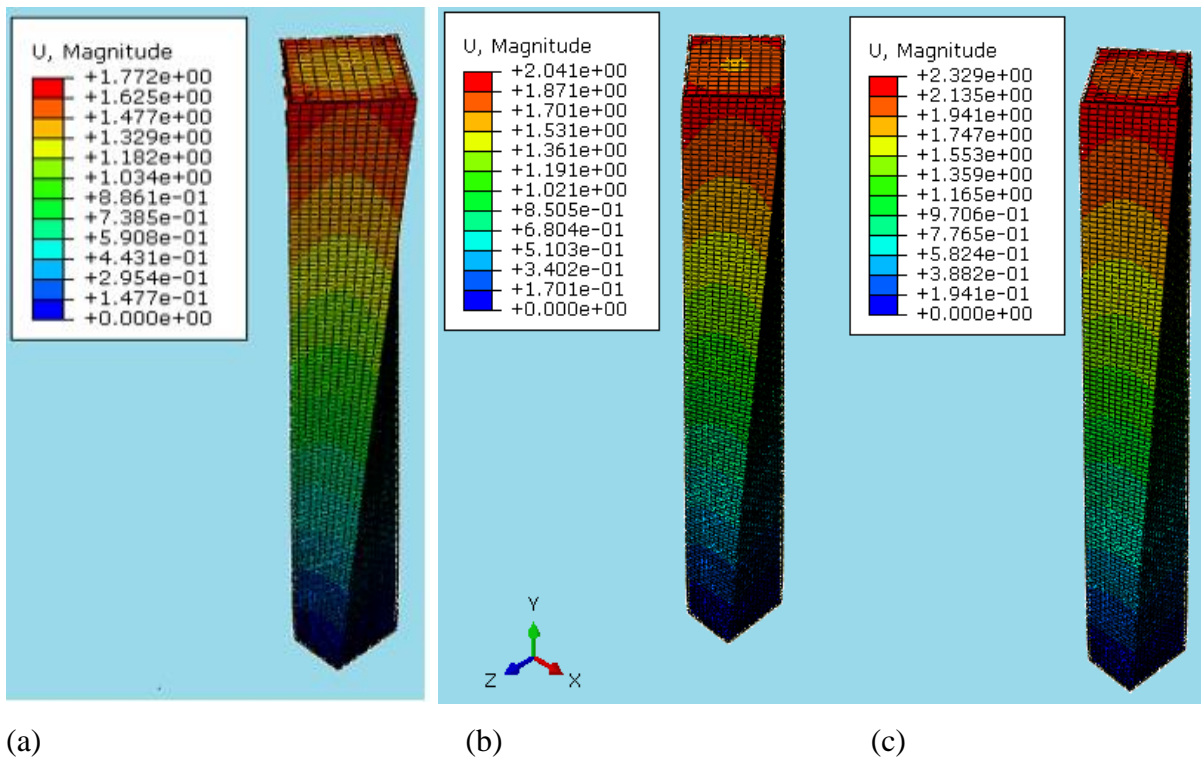 U, Magnitude
+1.772e+00
+1.625e+00
+1.477e+00
+1.329e+00
+1.182e+00
+1.034e+00
+8.861e-01
+7.385e-01
+5.908e-01
+4.431e-01
+2.954e-01
+1.477e-01
+0.000e+00
U, Magnitude
+2.041e+00
+1.871e+00
+1.701e+00
+1.531e+00
+1.361e+00
+1.191e+00
+1.021e+00
+8.505e-01
+6.804e-01
+5.103e-01
+3.402e-01
+1.701e-01
+0.000e+00
U, Magnitude
+2.329e+00
+2.135e+00
+1.941e+00
+1.747e+00
+1.553e+00
+1.359e+00
+1.165e+00
+9.706e-01
+7.765e-01
+5.824e-01
+3.882e-01
+1.941e-01
+0.000e+00
Y
Z X
(a) (b) (c)